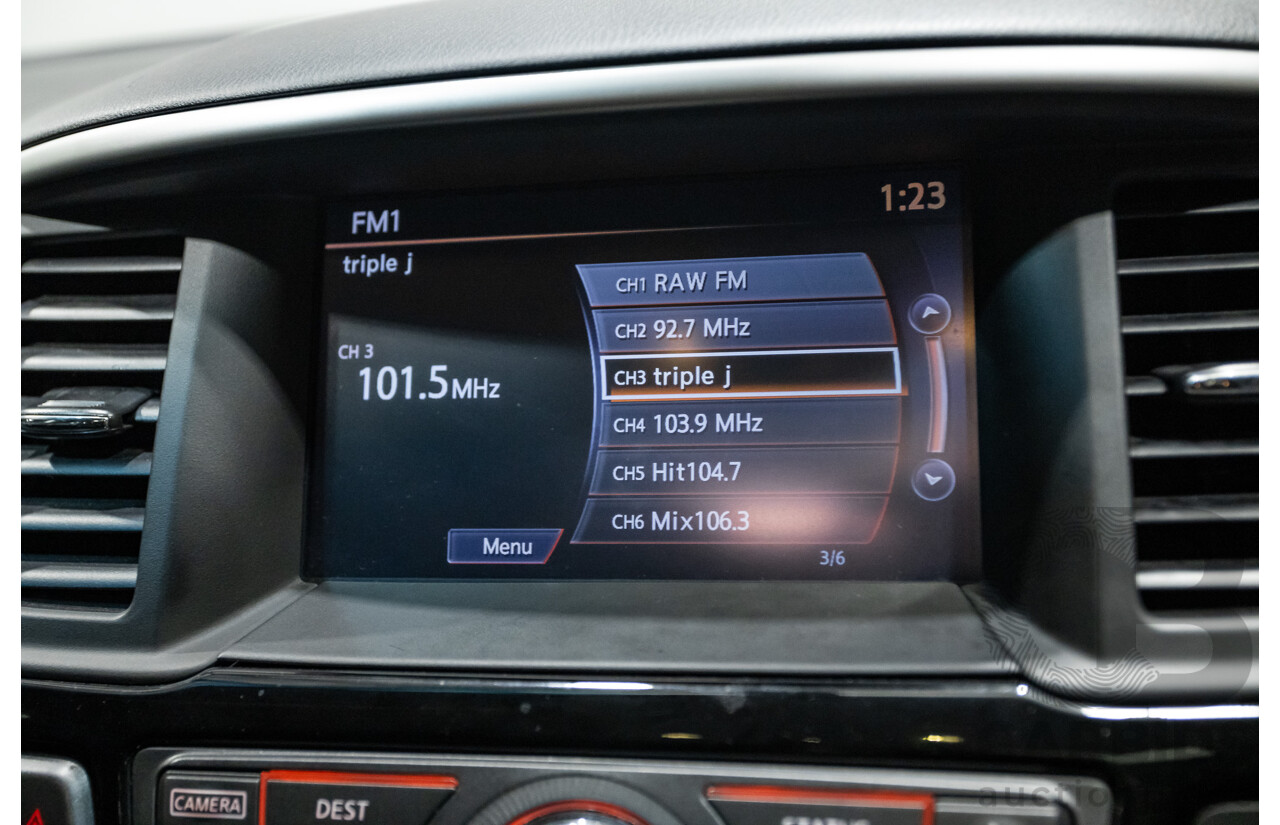 FM1
1:23
triple j
CH 3
101.5MHz
CH1 RAW FM
CH2 92.7 MHz
CH3 triple j
CH4 103.9 MHz
CH5 Hit104.7
CH6 Mix106.3
Menu
3/6
CAMERA
DEST
STATUS